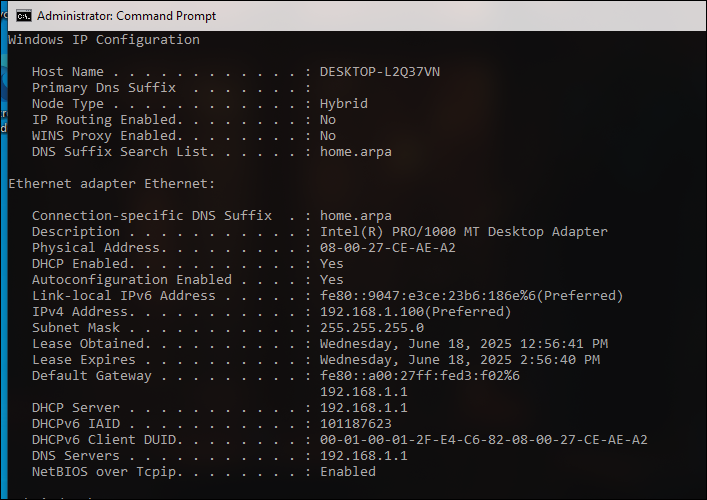 Administrator: Command Prompt
Windows IP Configuration
Host Name . . . . . . . . . . . . : DESKTOP-L2Q37VN
Primary Dns Suffix . . . . . . . :
Node Type . . . . . . . . . . . . : Hybrid
IP Routing Enabled. . . . . . . . : No
WINS Proxy Enabled. . . . . . . . : No
DNS Suffix Search List. . . . . . : home.arpa
Ethernet adapter Ethernet:
Connection-specific DNS Suffix . : home.arpa
Description . . . . . . . . . . . : Intel(R) PRO/1000 MT Desktop Adapter
Physical Address. . . . . . . . . : 08-00-27-CE-AE-A2
DHCP Enabled. . . . . . . . . . . : Yes
Autoconfiguration Enabled . . . . : Yes
Link-local IPv6 Address . . . . . : fe80::9047:e3ce:23b6:186e%6(Preferred)
IPv4 Address. . . . . . . . . . . : 192.168.1.100(Preferred)
Subnet Mask . . . . . . . . . . . : 255.255.255.0
Lease Obtained. . . . . . . . . . : Wednesday, June 18, 2025 12:56:41 PM
Lease Expires . . . . . . . . . . : Wednesday, June 18, 2025 2:56:40 PM
Default Gateway . . . . . . . . . : fe80::a00:27ff:fed3:f02%6
192.168.1.1
DHCP Server . . . . . . . . . . . : 192.168.1.1
DHCPv6 IAID . . . . . . . . . . . : 101187623
DHCPv6 Client DUID. . . . . . . . : 00-01-00-01-2F-E4-C6-82-08-00-27-CE-AE-A2
DNS Servers . . . . . . . . . . . : 192.168.1.1
NetBIOS over Tcpip. . . . . . . . : Enabled